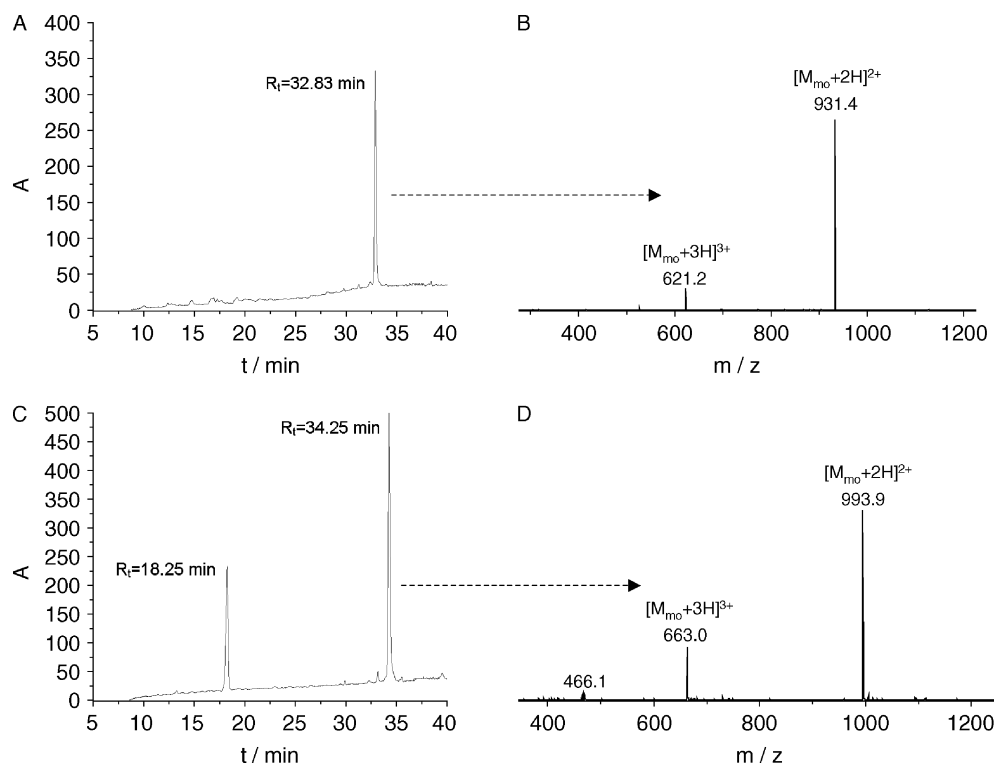 A
400
350
300
250
200
150
100
50
0
A
Rₜ=32.83 min
5 10 15 20 25 30 35 40
t / min
B
[Mₘₒ+2H]²⁺
931.4
[Mₘₒ+3H]³⁺
621.2
400 600 800 1000 1200
m / z
C
500
450
400
350
300
250
200
150
100
50
0
A
Rₜ=34.25 min
Rₜ=18.25 min
5 10 15 20 25 30 35 40
t / min
D
[Mₘₒ+2H]²⁺
993.9
[Mₘₒ+3H]³⁺
663.0
466.1
400 600 800 1000 1200
m / z